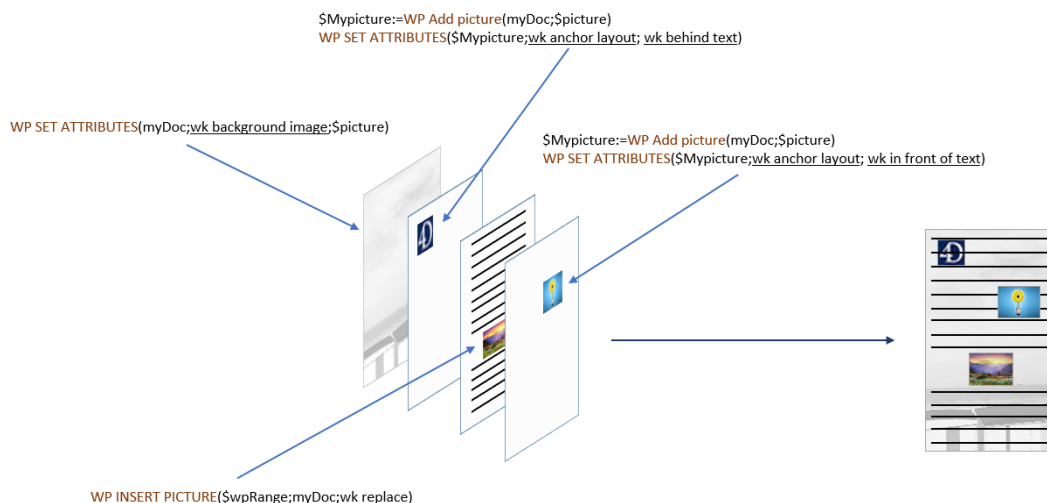 $Mypicture:=WP Add picture(myDoc;$picture)
WP SET ATTRIBUTES($Mypicture;wk anchor layout; wk behind text)
WP SET ATTRIBUTES(myDoc;wk background image;$picture)
$Mypicture:=WP Add picture(myDoc;$picture)
WP SET ATTRIBUTES($Mypicture;wk anchor layout; wk in front of text)
4D
4D
WP INSERT PICTURE($wpRange;myDoc;wk replace)